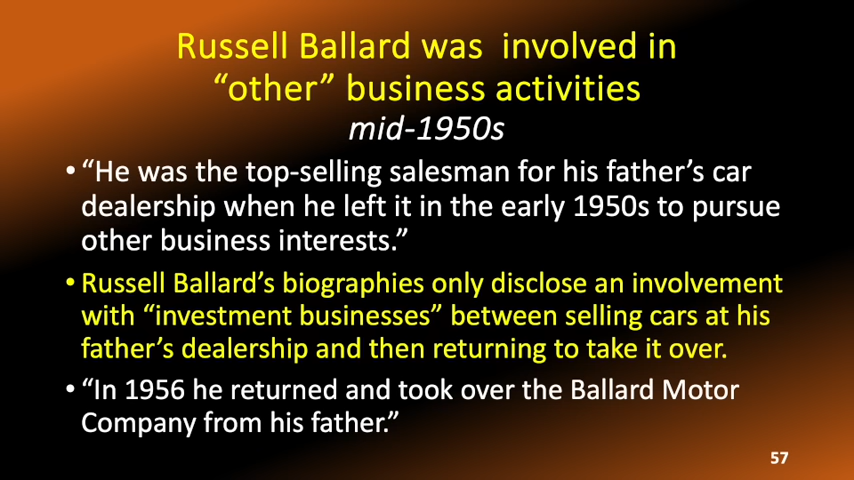 Russell Ballard was  involved in
“other” business activities
mid-1950s
• “He was the top-selling salesman for his father’s car
dealership when he left it in the early 1950s to pursue
other business interests.”
• Russell Ballard’s biographies only disclose an involvement
with “investment businesses” between selling cars at his
father’s dealership and then returning to take it over.
• “In 1956 he returned and took over the Ballard Motor
Company from his father.”
57